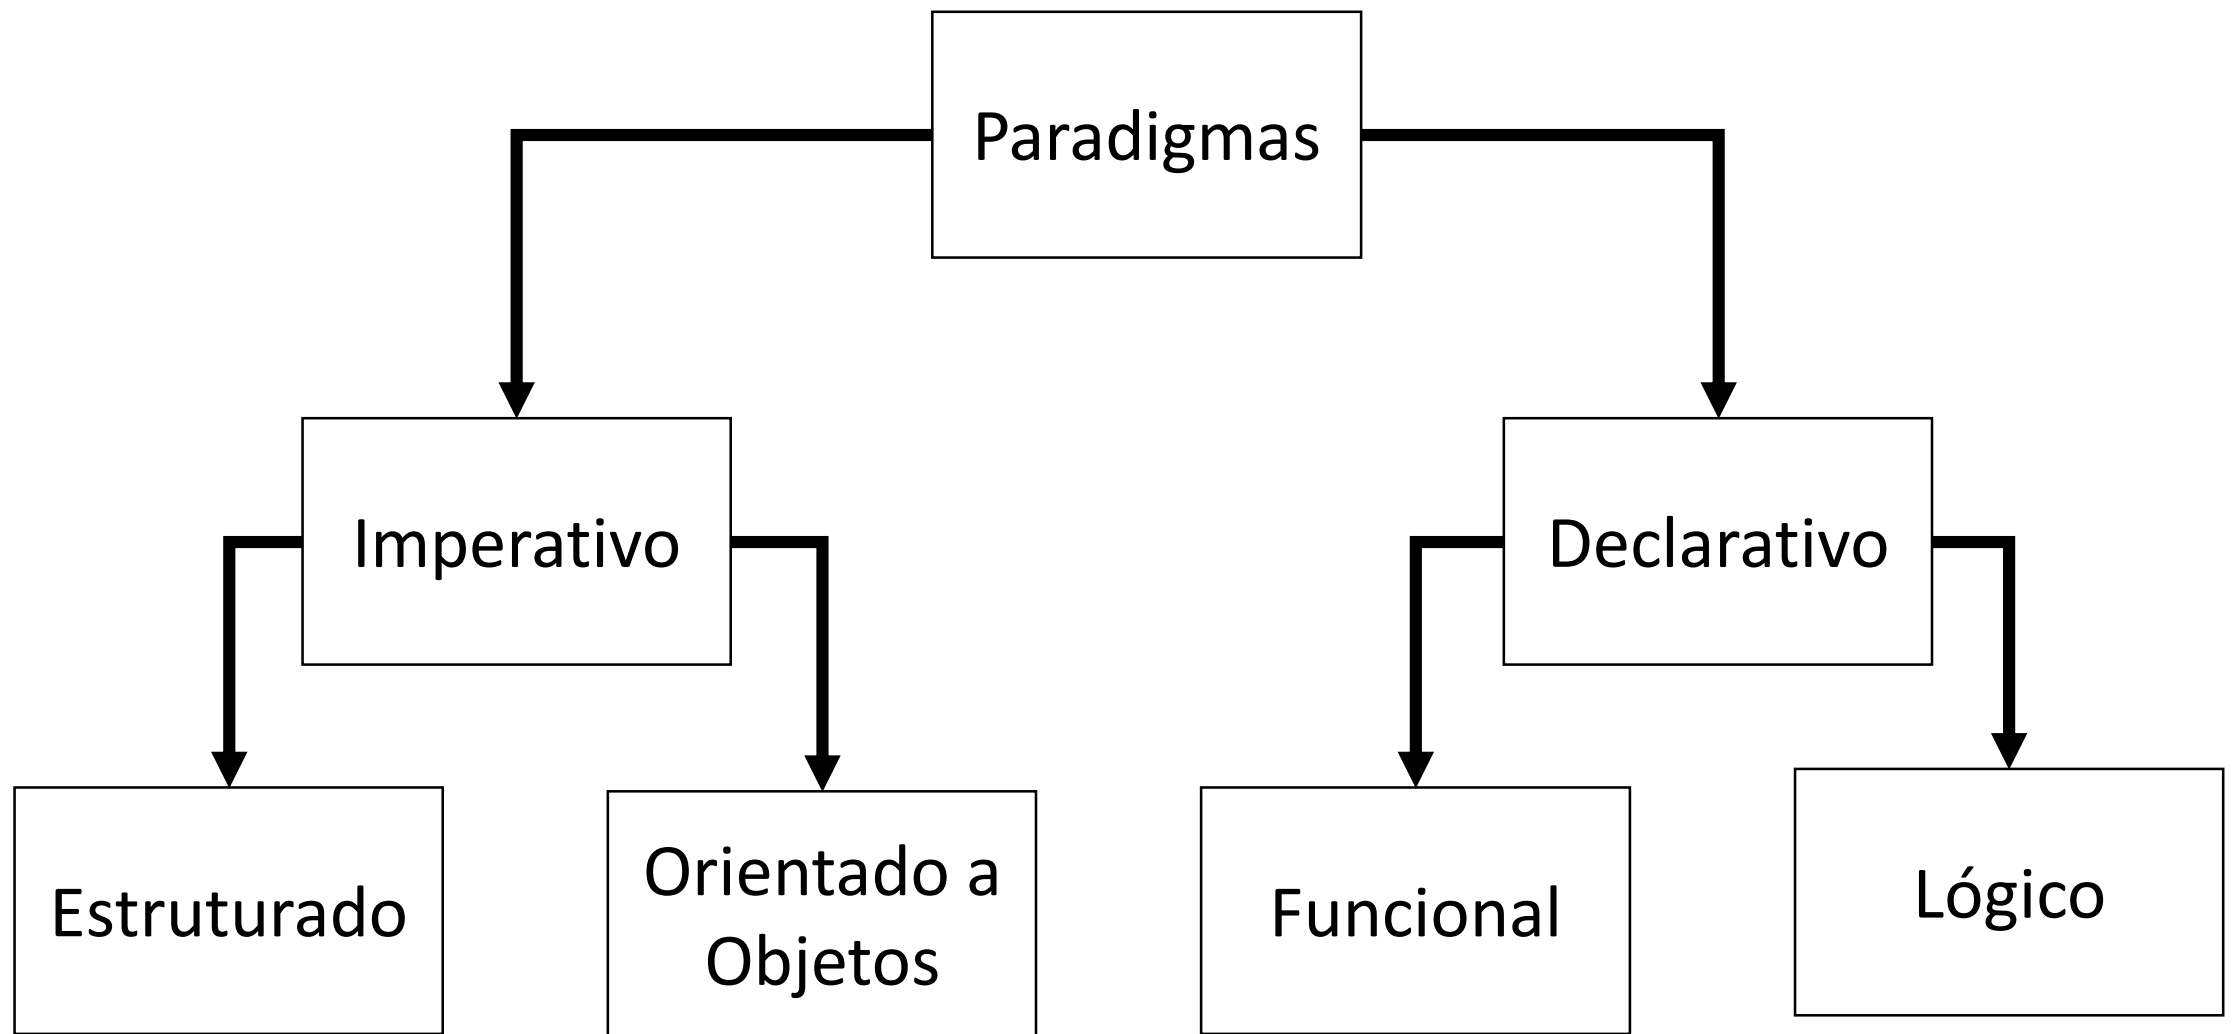 Paradigmas
Imperativo
Declarativo
Estruturado
Orientado a
Objetos
Funcional
Lógico